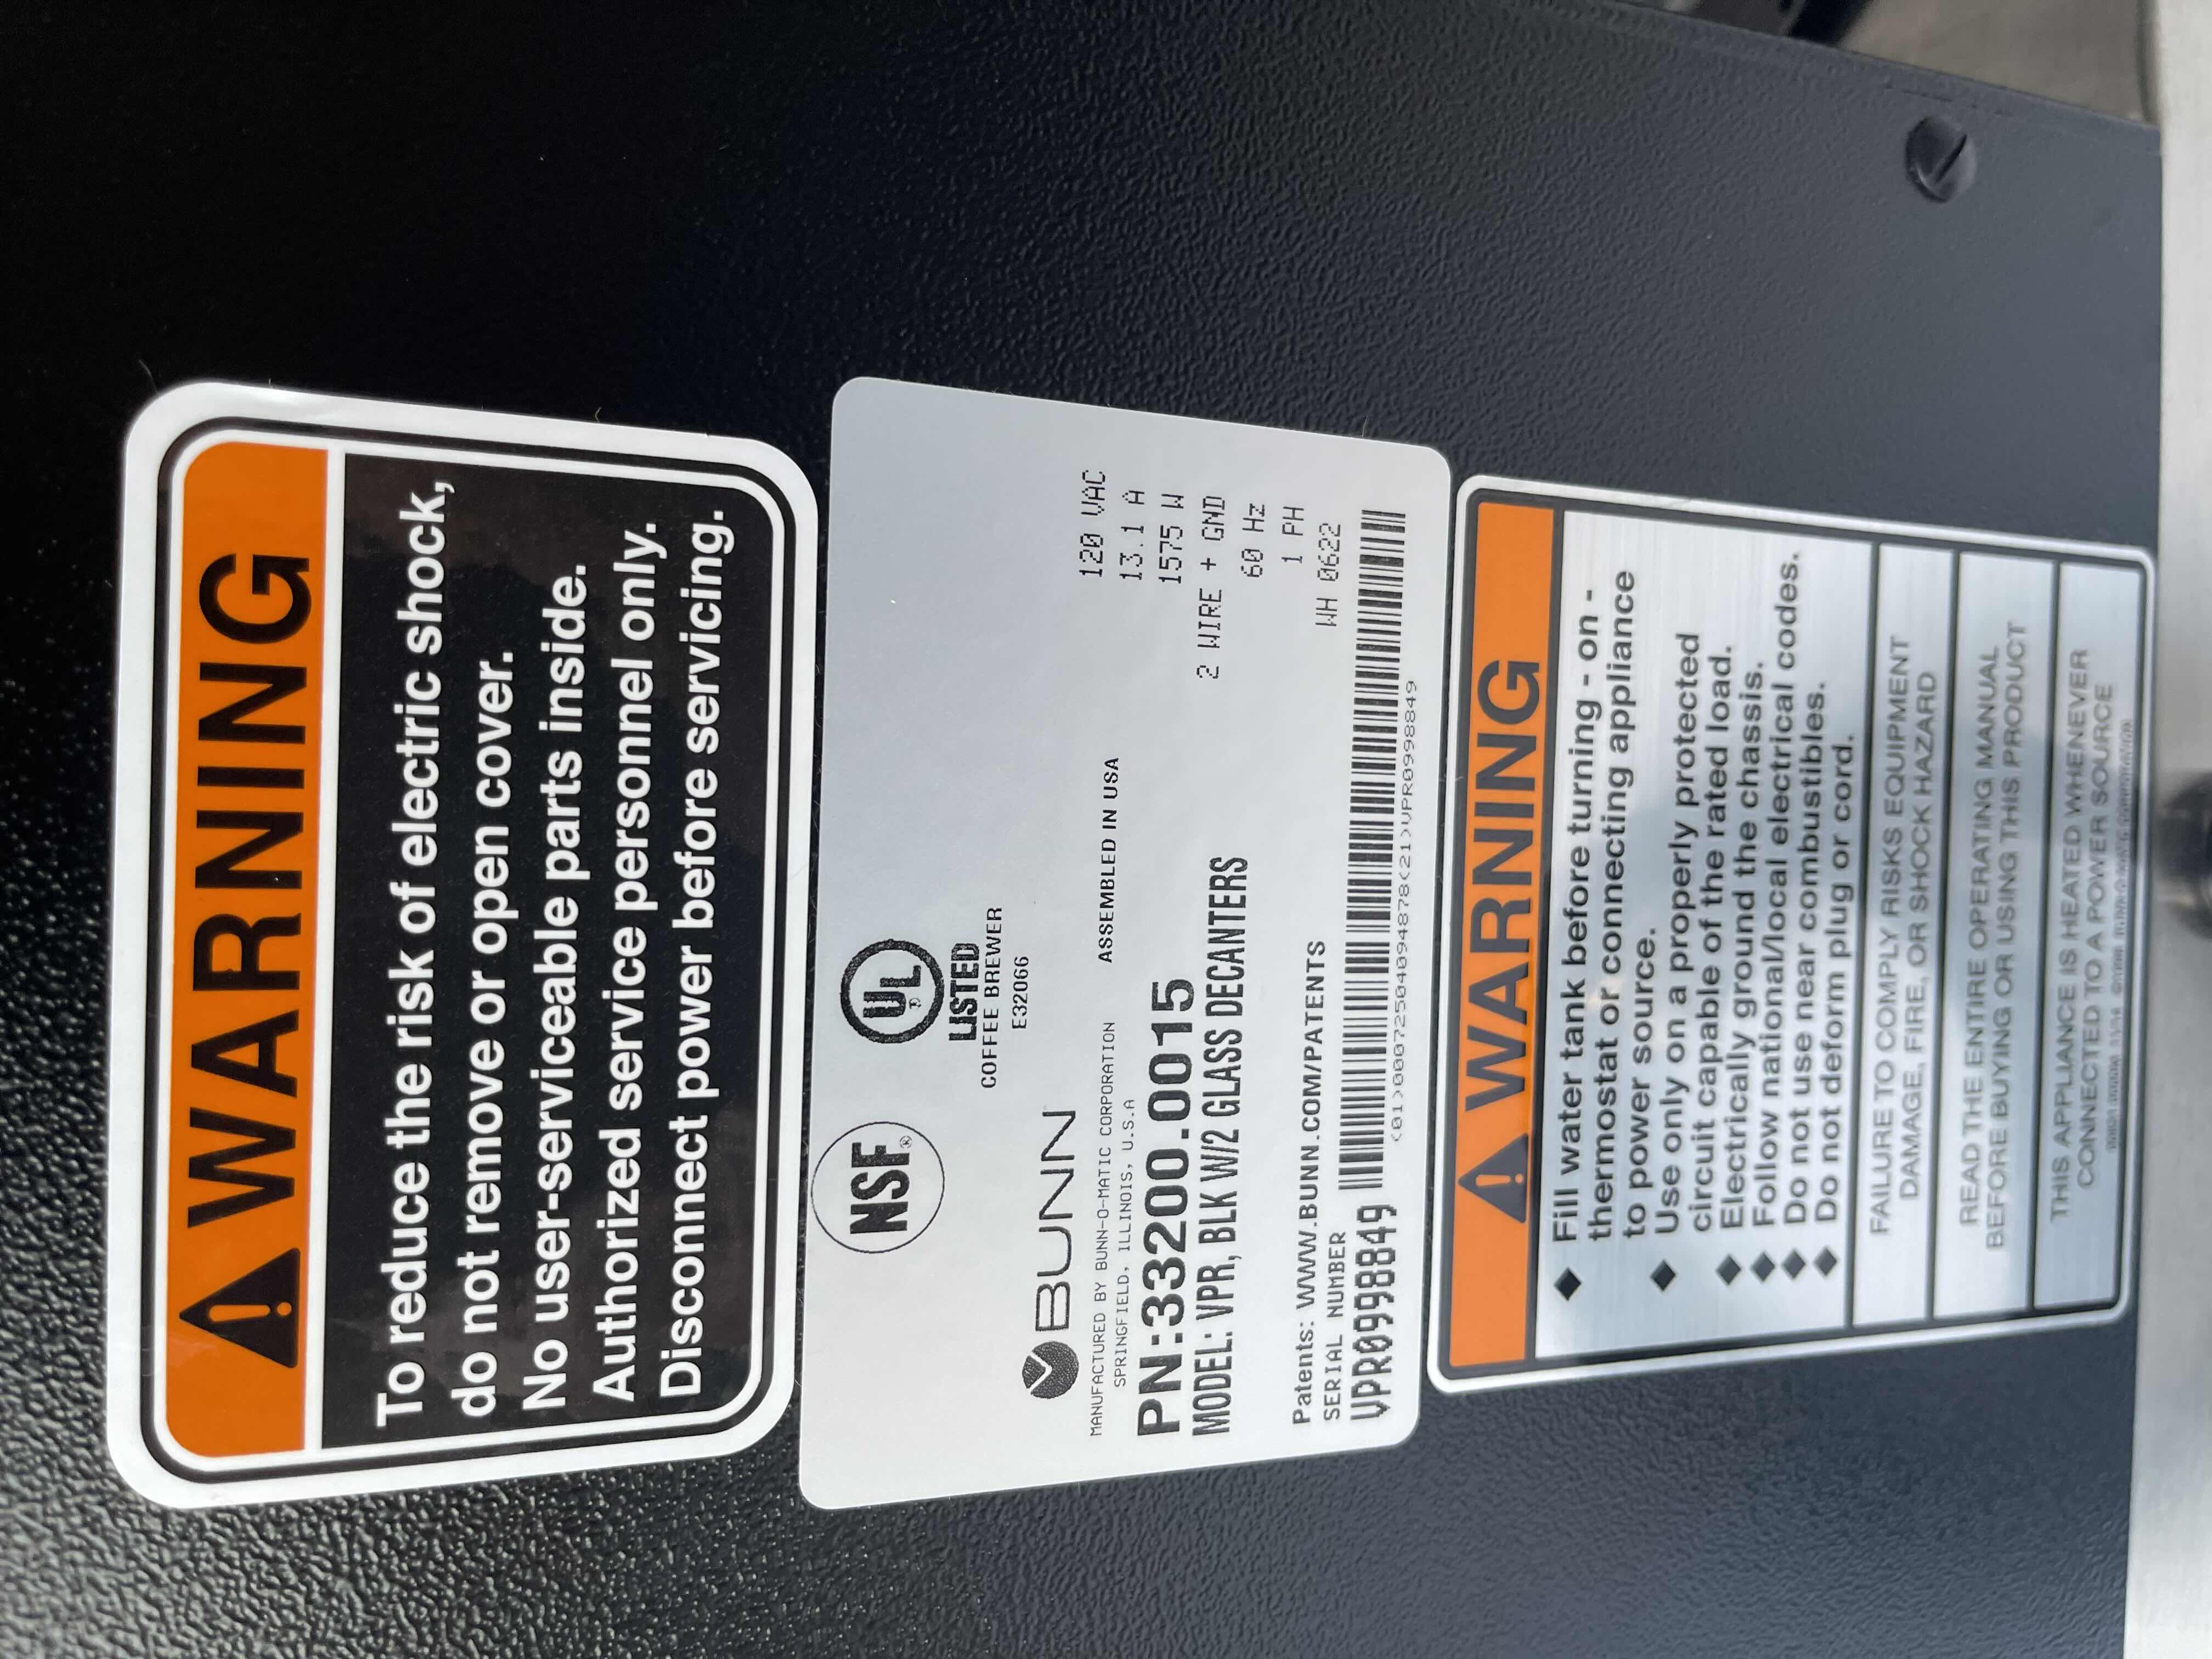 WARNING
To reduce the risk of electric shock,
do not remove or open cover.
No user-serviceable parts inside.
Authorized service personnel only.
Disconnect power before servicing.
NSF®
UL
LISTED
COFFEE BREWER
E32066
BUNN
MANUFACTURED BY BUNN-O-MATIC CORPORATION
SPRINGFIELD, ILLINOIS, U.S.A
ASSEMBLED IN USA
PN:33200.0015
MODEL: VPR, BLK W/2 GLASS DECANTERS
120 VAC
13.1 A
1575 W
2 WIRE + GND
60 Hz
1 PH
WH 0622
Patents: WWW.BUNN.COM/PATENTS
SERIAL NUMBER
VPR0998849
(01)00072504094878(21)VPR0998849
WARNING
◆ Fill water tank before turning - on -
thermostat or connecting appliance
to power source.
◆ Use only on a properly protected
circuit capable of the rated load.
◆ Electrically ground the chassis.
◆ Follow national/local electrical codes.
◆ Do not use near combustibles.
◆ Do not deform plug or cord.
FAILURE TO COMPLY RISKS EQUIPMENT
DAMAGE, FIRE, OR SHOCK HAZARD
READ THE ENTIRE OPERATING MANUAL
BEFORE BUYING OR USING THIS PRODUCT
THIS APPLIANCE IS HEATED WHENEVER
CONNECTED TO A POWER SOURCE